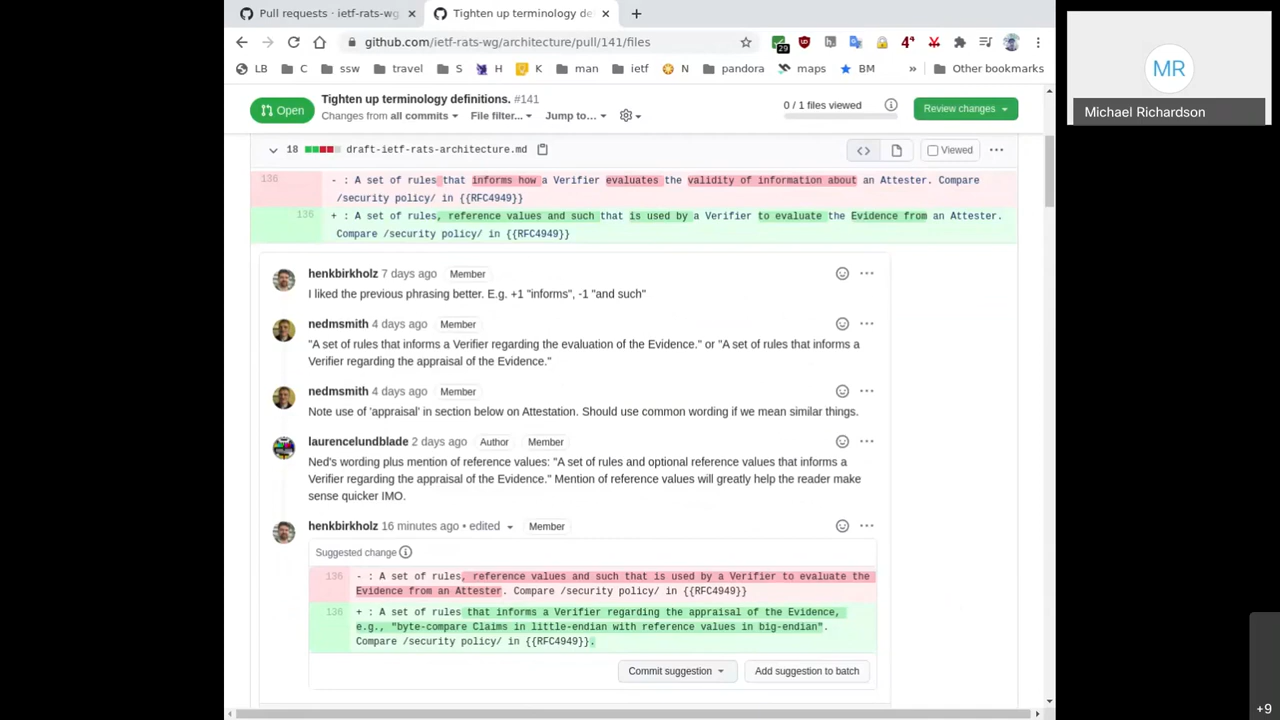 Pull requests · ietf-rats-wg
Tighten up terminology des
github.com/ietf-rats-wg/architecture/pull/141/files
29
LB
C
ssw
travel
S
H
K
man
ietf
N
pandora
maps
BM
»
Other bookmarks
Open
Tighten up terminology definitions. #141
Changes from all commits
File filter...
Jump to...
0 / 1 files viewed
Review changes
18
draft-ietf-rats-architecture.md
Viewed
136 - : A set of rules that informs how a Verifier evaluates the validity of information about an Attester. Compare
/security policy/ in {{RFC4949}}
136 + : A set of rules, reference values and such that is used by a Verifier to evaluate the Evidence from an Attester.
Compare /security policy/ in {{RFC4949}}
henkbirkholz 7 days ago Member
I liked the previous phrasing better. E.g. +1 "informs", -1 "and such"
nedmsmith 4 days ago Member
"A set of rules that informs a Verifier regarding the evaluation of the Evidence." or "A set of rules that informs a
Verifier regarding the appraisal of the Evidence."
nedmsmith 4 days ago Member
Note use of 'appraisal' in section below on Attestation. Should use common wording if we mean similar things.
laurencelundblade 2 days ago Author Member
Ned's wording plus mention of reference values: "A set of rules and optional reference values that informs a
Verifier regarding the appraisal of the Evidence." Mention of reference values will greatly help the reader make
sense quicker IMO.
henkbirkholz 16 minutes ago • edited Member
Suggested change
136 - : A set of rules, reference values and such that is used by a Verifier to evaluate the
Evidence from an Attester. Compare /security policy/ in {{RFC4949}}
136 + : A set of rules that informs a Verifier regarding the appraisal of the Evidence,
e.g., "byte-compare Claims in little-endian with reference values in big-endian".
Compare /security policy/ in {{RFC4949}}.
Commit suggestion
Add suggestion to batch
MR
Michael Richardson
+9